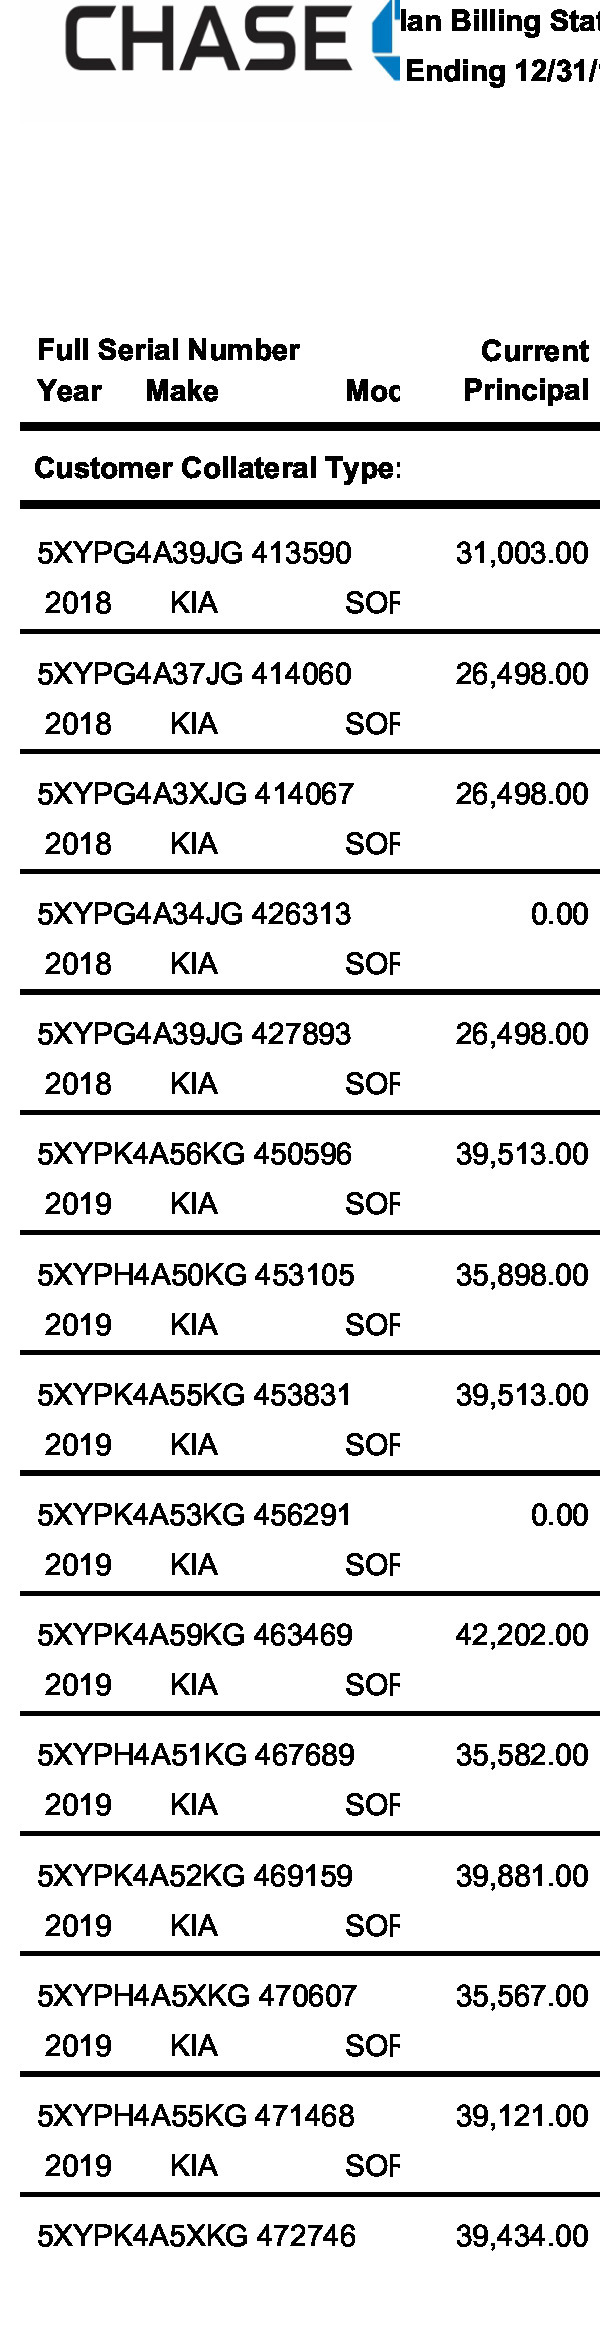 CHASE lan Billing Stat
Ending 12/31/
Full Serial Number Current
Year Make Moc Principal
Customer Collateral Type:
5XYPG4A39JG 413590 31,003.00
2018 KIA SOF
5XYPG4A37JG 414060 26,498.00
2018 KIA SOF
5XYPG4A3XJG 414067 26,498.00
2018 KIA SOF
5XYPG4A34JG 426313 0.00
2018 KIA SOF
5XYPG4A39JG 427893 26,498.00
2018 KIA SOF
5XYPK4A56KG 450596 39,513.00
2019 KIA SOF
5XYPH4A50KG 453105 35,898.00
2019 KIA SOF
5XYPK4A55KG 453831 39,513.00
2019 KIA SOF
5XYPK4A53KG 456291 0.00
2019 KIA SOF
5XYPK4A59KG 463469 42,202.00
2019 KIA SOF
5XYPH4A51KG 467689 35,582.00
2019 KIA SOF
5XYPK4A52KG 469159 39,881.00
2019 KIA SOF
5XYPH4A5XKG 470607 35,567.00
2019 KIA SOF
5XYPH4A55KG 471468 39,121.00
2019 KIA SOF
5XYPK4A5XKG 472746 39,434.00